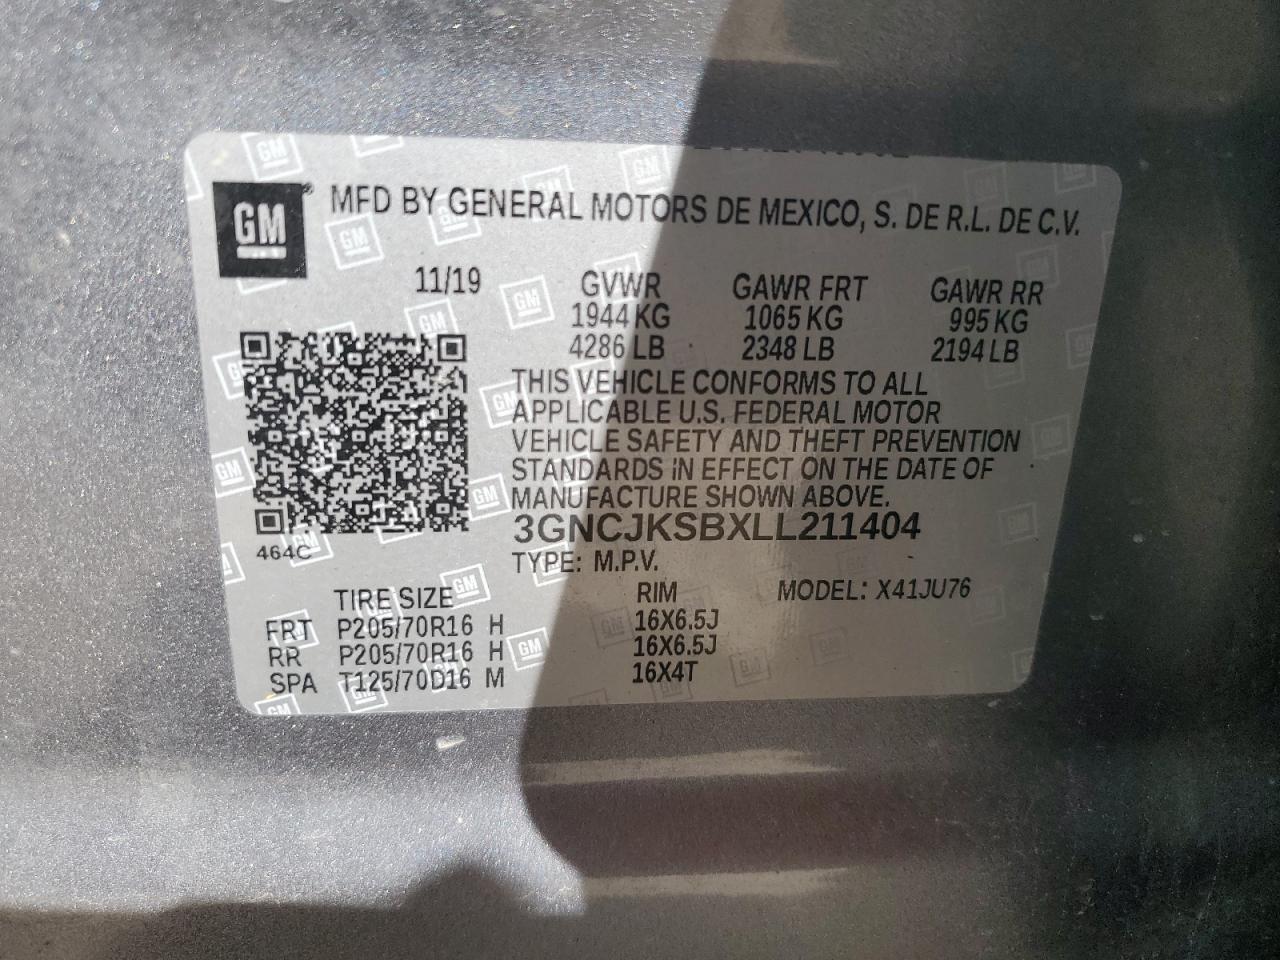 GM
MFD BY GENERAL MOTORS DE MEXICO, S. DE R.L. DE C.V.
11/19 GVWR GAWR FRT GAWR RR
1944 KG 1065 KG 995 KG
4286 LB 2348 LB 2194 LB
THIS VEHICLE CONFORMS TO ALL
APPLICABLE U.S. FEDERAL MOTOR
VEHICLE SAFETY AND THEFT PREVENTION
STANDARDS IN EFFECT ON THE DATE OF
MANUFACTURE SHOWN ABOVE.
3GNCJKSBXLL211404
464C
TYPE: M.P.V.
TIRE SIZE RIM MODEL: X41JU76
FRT P205/70R16 H 16X6.5J
RR P205/70R16 H 16X6.5J
SPA T125/70D16 M 16X4T